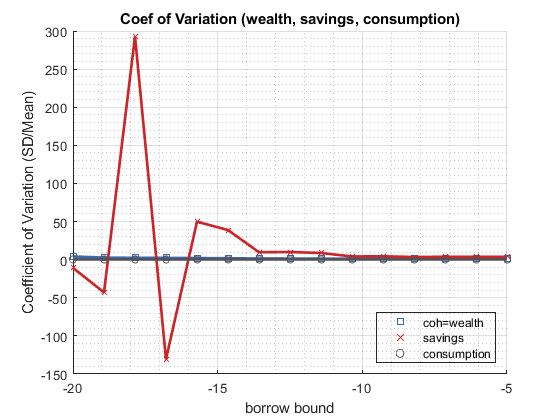 Coef of Variation (wealth, savings, consumption)
300
250
200
150
100
50
0
-50
-100
-150
Coefficient of Variation (SD/Mean)
coh=wealth
savings
consumption
-20
-15
-10
-5
borrow bound